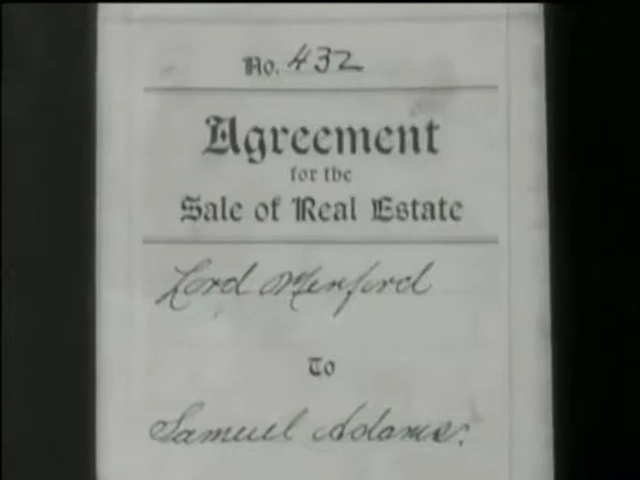 No. 432
Agreement
for the
Sale of Real Estate
Lord Menford
To
Samuel Adams.